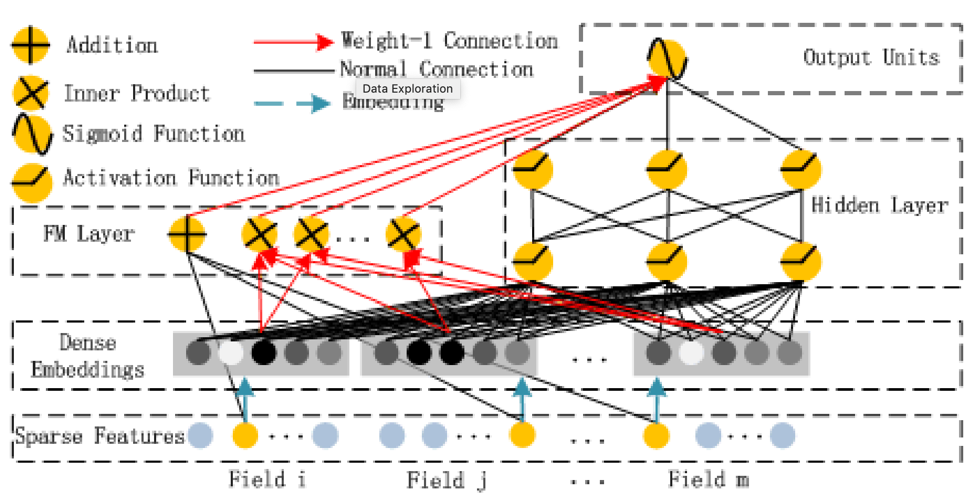 Addition
Inner Product
Sigmoid Function
Activation Function
Weight-1 Connection
Normal Connection
Data Exploration
Embedding
Output Units
Hidden Layer
FM Layer
...
Dense
Embeddings
...
Sparse Features
... ... ... ...
Field i Field j ... Field m